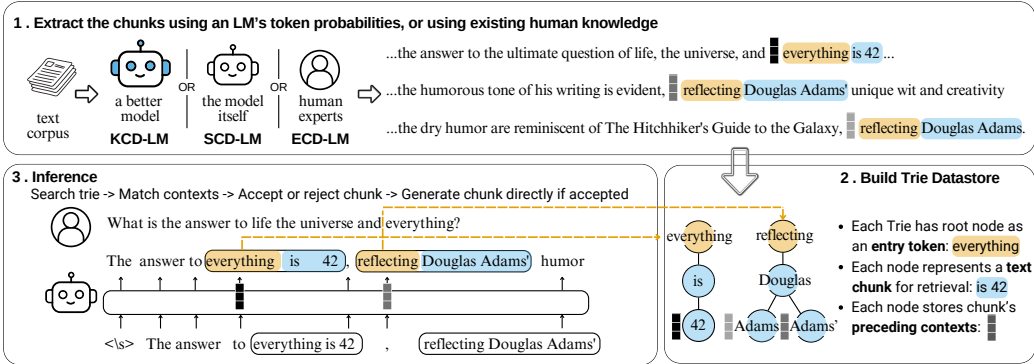 1 . Extract the chunks using an LM's token probabilities, or using existing human knowledge
text
corpus
a better
model
KCD-LM
OR
the model
itself
SCD-LM
OR
human
experts
ECD-LM
...the answer to the ultimate question of life, the universe, and everything is 42 ...
...the humorous tone of his writing is evident, reflecting Douglas Adams' unique wit and creativity
...the dry humor are reminiscent of The Hitchhiker's Guide to the Galaxy, reflecting Douglas Adams.
3 . Inference
Search trie -> Match contexts -> Accept or reject chunk -> Generate chunk directly if accepted
What is the answer to life the universe and everything?
The answer to everything is 42 , reflecting Douglas Adams' humor
<\s> The answer to everything is 42 , reflecting Douglas Adams'
2 . Build Trie Datastore
everything
is
42
reflecting
Douglas
Adams Adams'
• Each Trie has root node as
an entry token: everything
• Each node represents a text
chunk for retrieval: is 42
• Each node stores chunk's
preceding contexts: